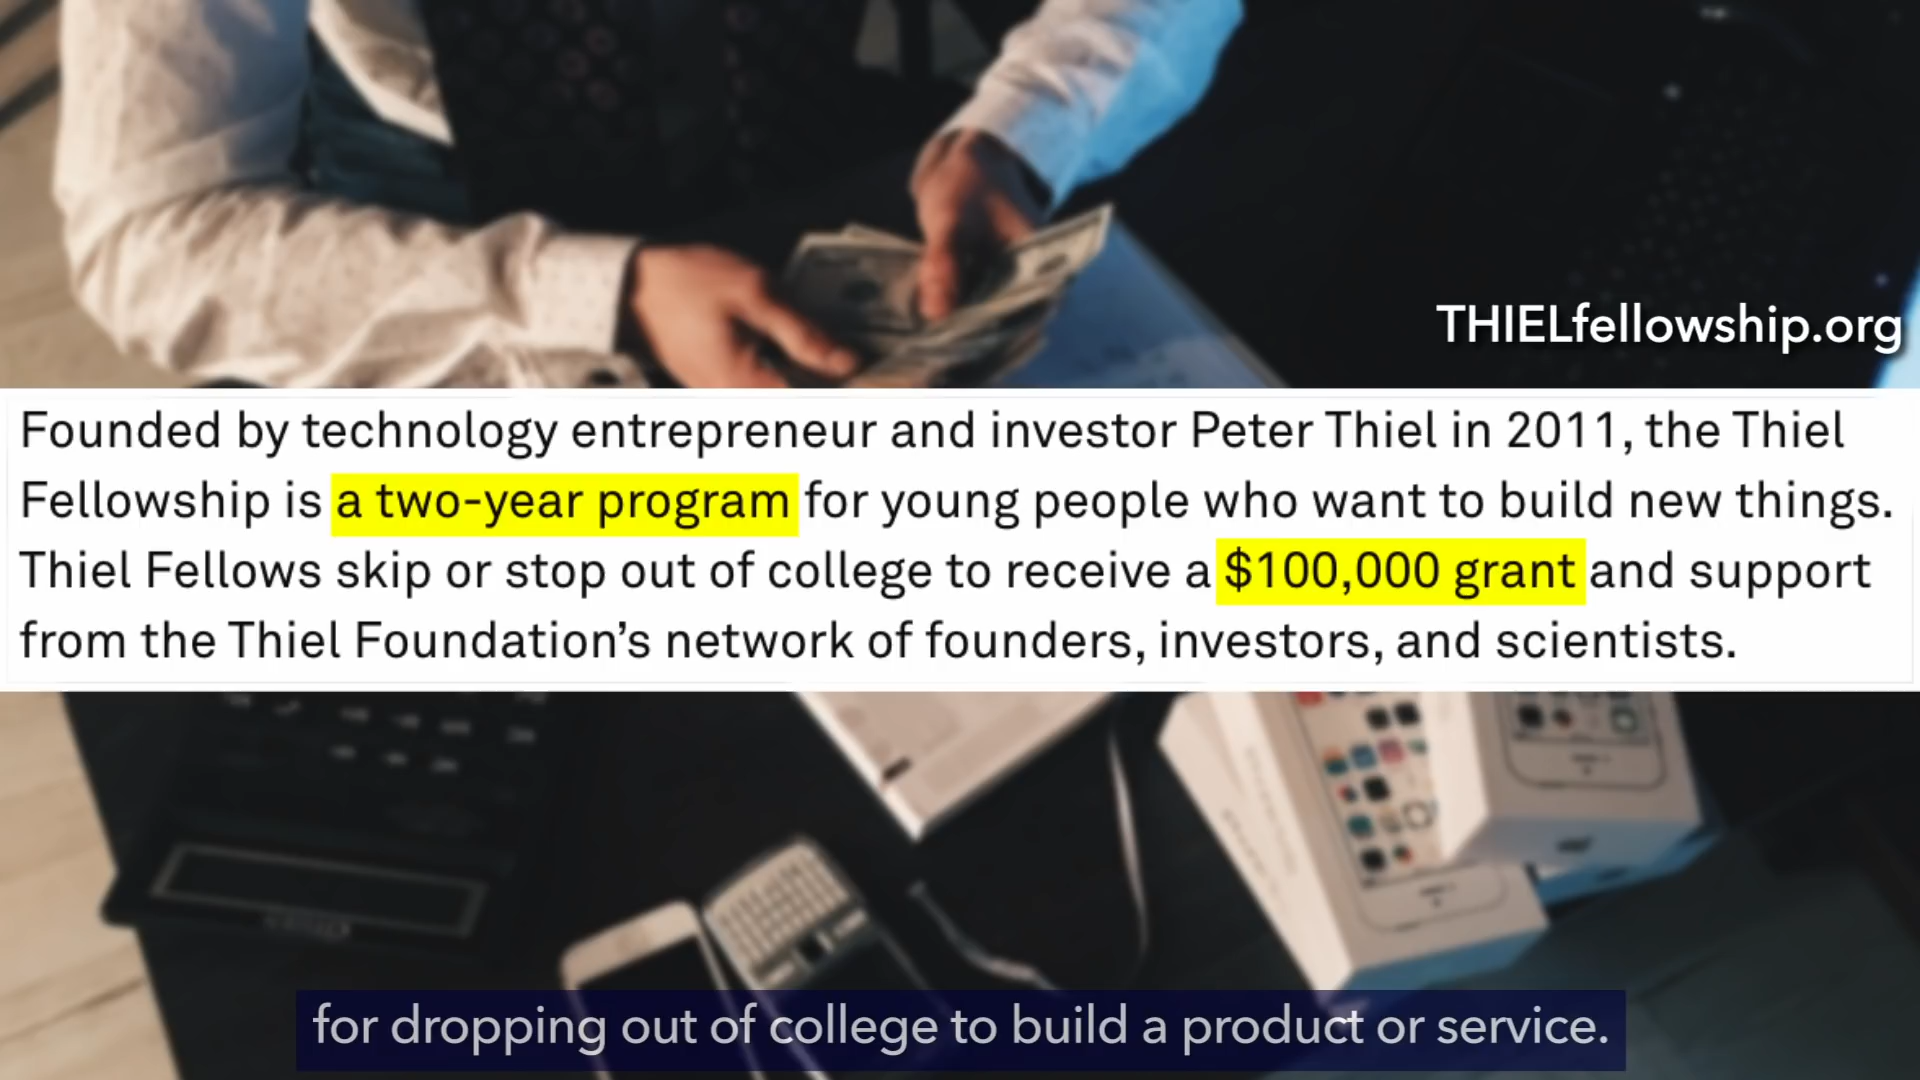 THIELfellowship.org
Founded by technology entrepreneur and investor Peter Thiel in 2011, the Thiel
Fellowship is a two-year program for young people who want to build new things.
Thiel Fellows skip or stop out of college to receive a $100,000 grant and support
from the Thiel Foundation’s network of founders, investors, and scientists.
for dropping out of college to build a product or service.